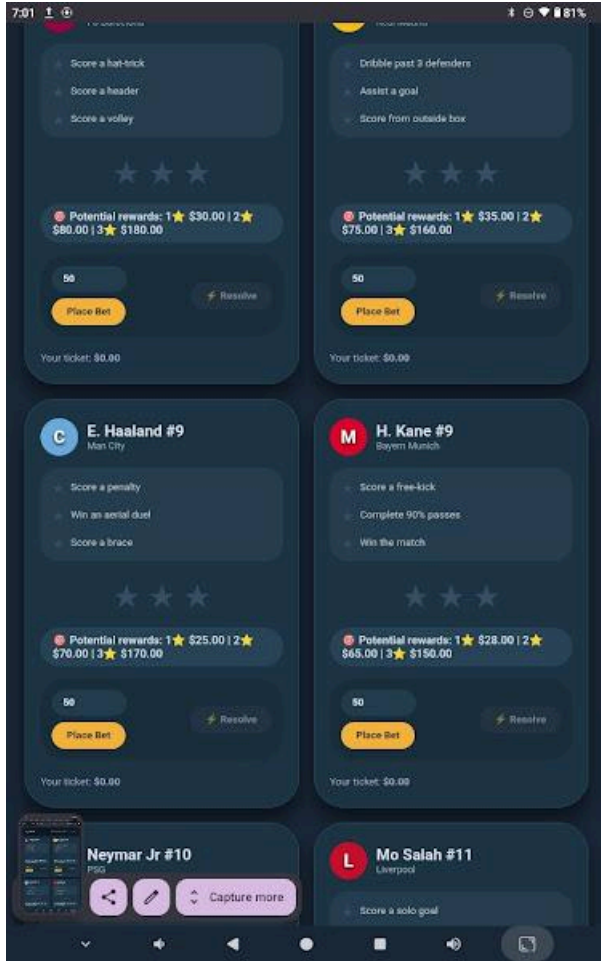 7:01
81%
Score a hat-trick
Score a header
Score a volley
🎯 Potential rewards: 1⭐ $30.00 | 2⭐
$80.00 | 3⭐ $180.00
50
Place Bet
⚡ Resolve
Your ticket: $0.00
Dribble past 3 defenders
Assist a goal
Score from outside box
🎯 Potential rewards: 1⭐ $35.00 | 2⭐
$75.00 | 3⭐ $160.00
50
Place Bet
⚡ Resolve
Your ticket: $0.00
C
E. Haaland #9
Man City
Score a penalty
Win an aerial duel
Score a brace
🎯 Potential rewards: 1⭐ $25.00 | 2⭐
$70.00 | 3⭐ $170.00
50
Place Bet
⚡ Resolve
Your ticket: $0.00
M
H. Kane #9
Bayern Munich
Score a free-kick
Complete 90% passes
Win the match
🎯 Potential rewards: 1⭐ $28.00 | 2⭐
$65.00 | 3⭐ $150.00
50
Place Bet
⚡ Resolve
Your ticket: $0.00
Neymar Jr #10
PSG
L
Mo Salah #11
Liverpool
Score a solo goal
Capture more